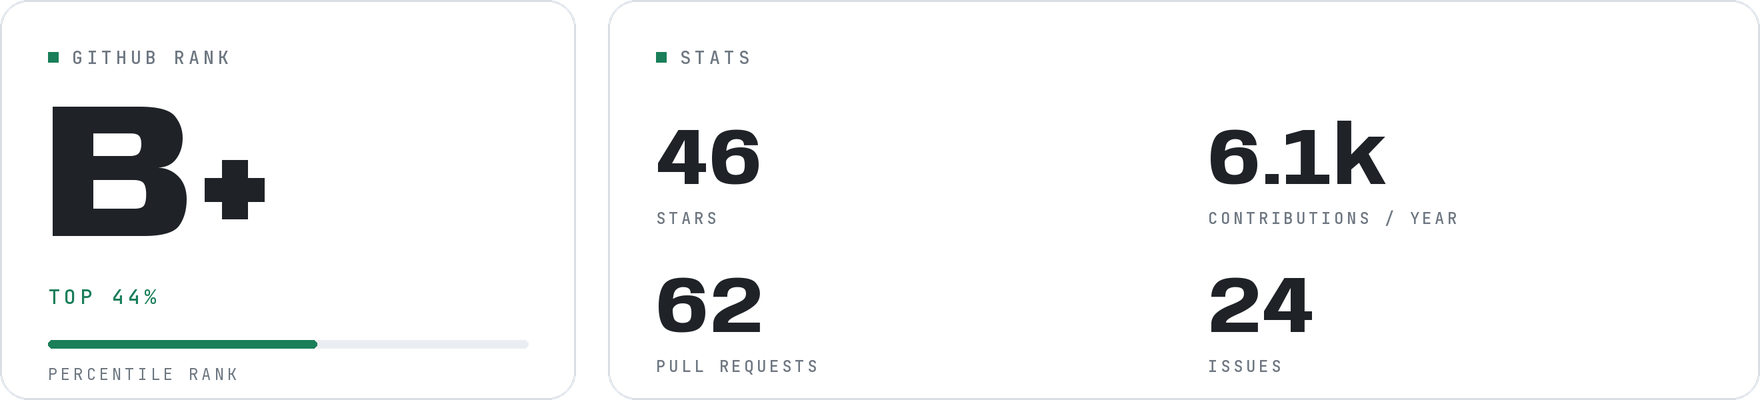 GITHUB RANK
B+
TOP 44%
PERCENTILE RANK
STATS
46
STARS
6.1k
CONTRIBUTIONS / YEAR
62
PULL REQUESTS
24
ISSUES